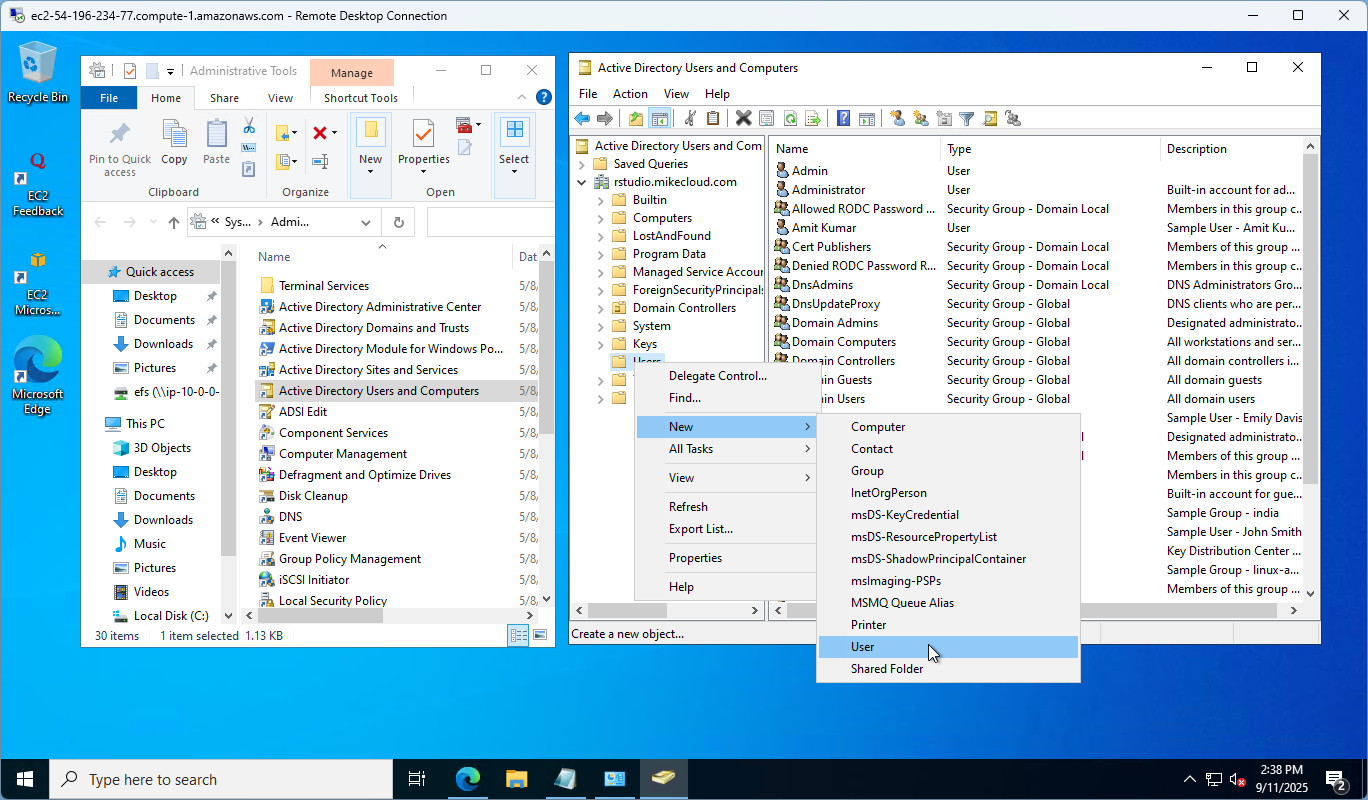 ec2-54-196-234-77.compute-1.amazonaws.com - Remote Desktop Connection
Recycle Bin
EC2
Feedback
EC2
Micros...
Microsoft
Edge
Administrative Tools
Manage
File
Home
Share
View
Shortcut Tools
Pin to Quick
access
Copy
Paste
New
Properties
Select
Clipboard
Organize
Open
Sys...
Admi...
Name
Dat
Quick access
Desktop
Documents
Downloads
Pictures
efs (\\ip-10-0-0-
This PC
3D Objects
Desktop
Documents
Downloads
Music
Pictures
Videos
Local Disk (C:)
Terminal Services 5/8/
Active Directory Administrative Center 5/8/
Active Directory Domains and Trusts 5/8/
Active Directory Module for Windows Po... 5/8/
Active Directory Sites and Services 5/8/
Active Directory Users and Computers 5/8/
ADSI Edit 5/8/
Component Services 5/8/
Computer Management 5/8/
Defragment and Optimize Drives 5/8/
Disk Cleanup 5/8/
DNS 5/8/
Event Viewer 5/8/
Group Policy Management 5/8/
iSCSI Initiator 5/8/
Local Security Policy 5/8/
30 items 1 item selected 1.13 KB
Active Directory Users and Computers
File Action View Help
Active Directory Users and Com
Saved Queries
rstudio.mikecloud.com
Builtin
Computers
LostAndFound
Program Data
Managed Service Accour
ForeignSecurityPrincipals
Domain Controllers
System
Keys
Users
Name Type Description
Admin User
Administrator User Built-in account for ad...
Allowed RODC Password ... Security Group - Domain Local Members in this group c...
Amit Kumar User Sample User - Amit Ku...
Cert Publishers Security Group - Domain Local Members of this group ...
Denied RODC Password R... Security Group - Domain Local Members in this group c...
DnsAdmins Security Group - Domain Local DNS Administrators Gro...
DnsUpdateProxy Security Group - Global DNS clients who are per...
Domain Admins Security Group - Global Designated administrato...
Domain Computers Security Group - Global All workstations and ser...
Domain Controllers Security Group - Global All domain controllers i...
Guests Security Group - Global All domain guests
Users Security Group - Global All domain users
Sample User - Emily Davis
Designated administrato...
Members of this group ...
Members in this group c...
Built-in account for gue...
Sample Group - india
Sample User - John Smith
Key Distribution Center ...
Sample Group - linux-a...
Members of this group ...
Delegate Control...
Find...
New
All Tasks
View
Refresh
Export List...
Properties
Help
Computer
Contact
Group
InetOrgPerson
msDS-KeyCredential
msDS-ResourcePropertyList
msDS-ShadowPrincipalContainer
msImaging-PSPs
MSMQ Queue Alias
Printer
User
Shared Folder
Create a new object...
Type here to search
2:38 PM
9/11/2025
2